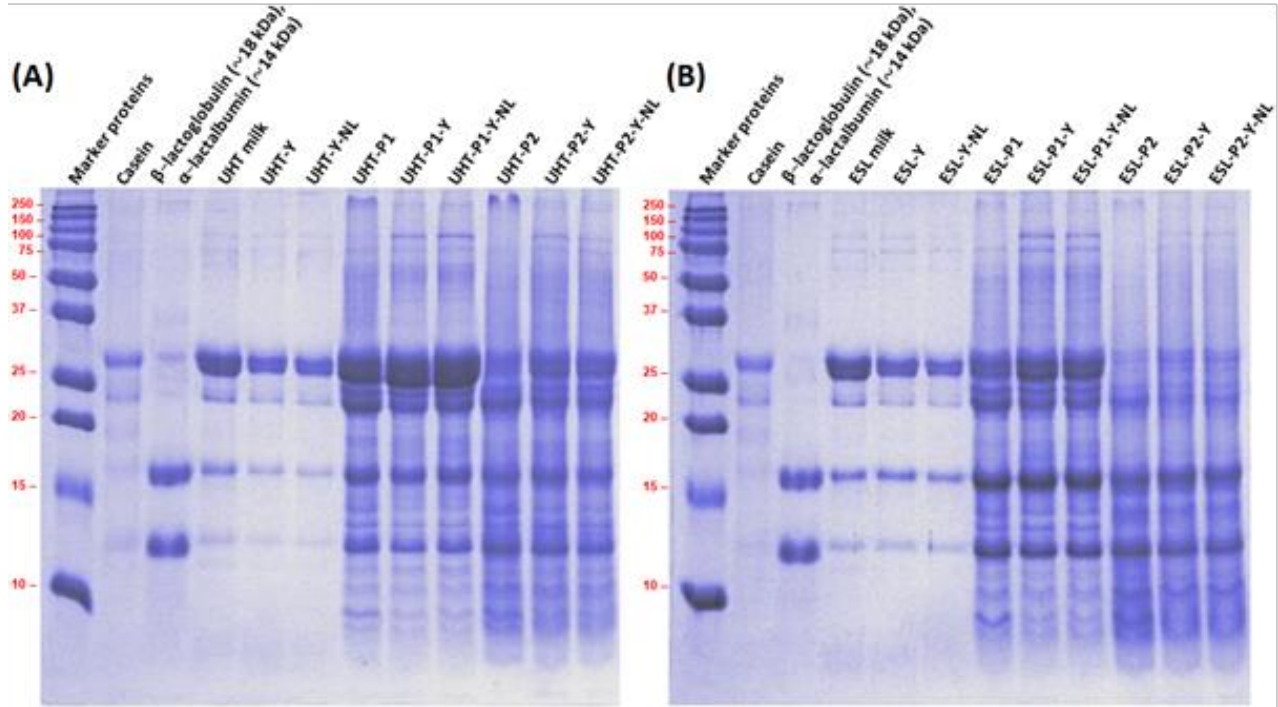 (A)
Marker proteins
Casein
β-lactoglobulin (~18 kDa),
α-lactalbumin (~14 kDa)
UHT milk
UHT-Y
UHT-Y-NL
UHT-P1
UHT-P1-Y
UHT-P1-Y-NL
UHT-P2
UHT-P2-Y
UHT-P2-Y-NL
250
150
100
75
50
37
25
20
15
10
(B)
Marker proteins
Casein
β-lactoglobulin (~18 kDa),
α-lactalbumin (~14 kDa)
ESL milk
ESL-Y
ESL-Y-NL
ESL-P1
ESL-P1-Y
ESL-P1-Y-NL
ESL-P2
ESL-P2-Y
ESL-P2-Y-NL
250
150
100
75
50
37
25
20
15
10